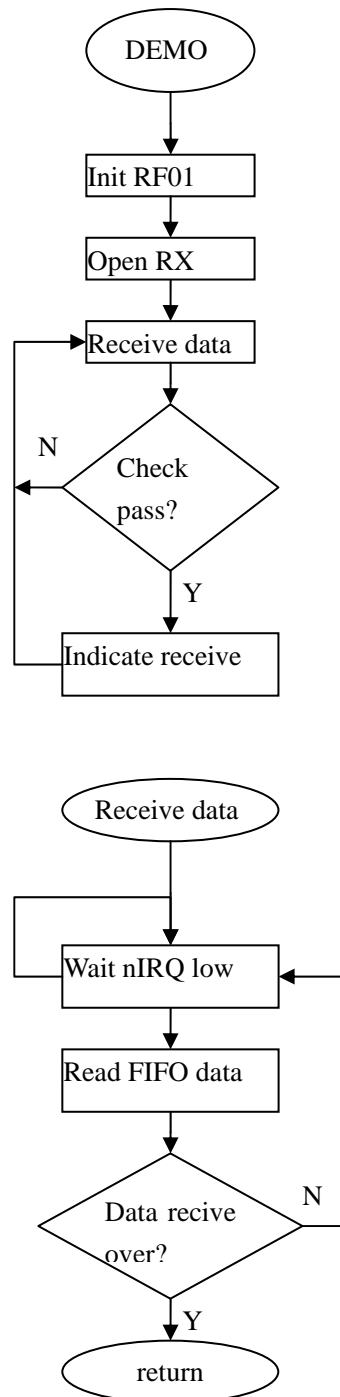 DEMO
Init RF01
Open RX
Receive data
N
Check
pass?
Y
Indicate receive
Receive data
Wait nIRQ low
Read FIFO data
N
Data recive
over?
Y
return